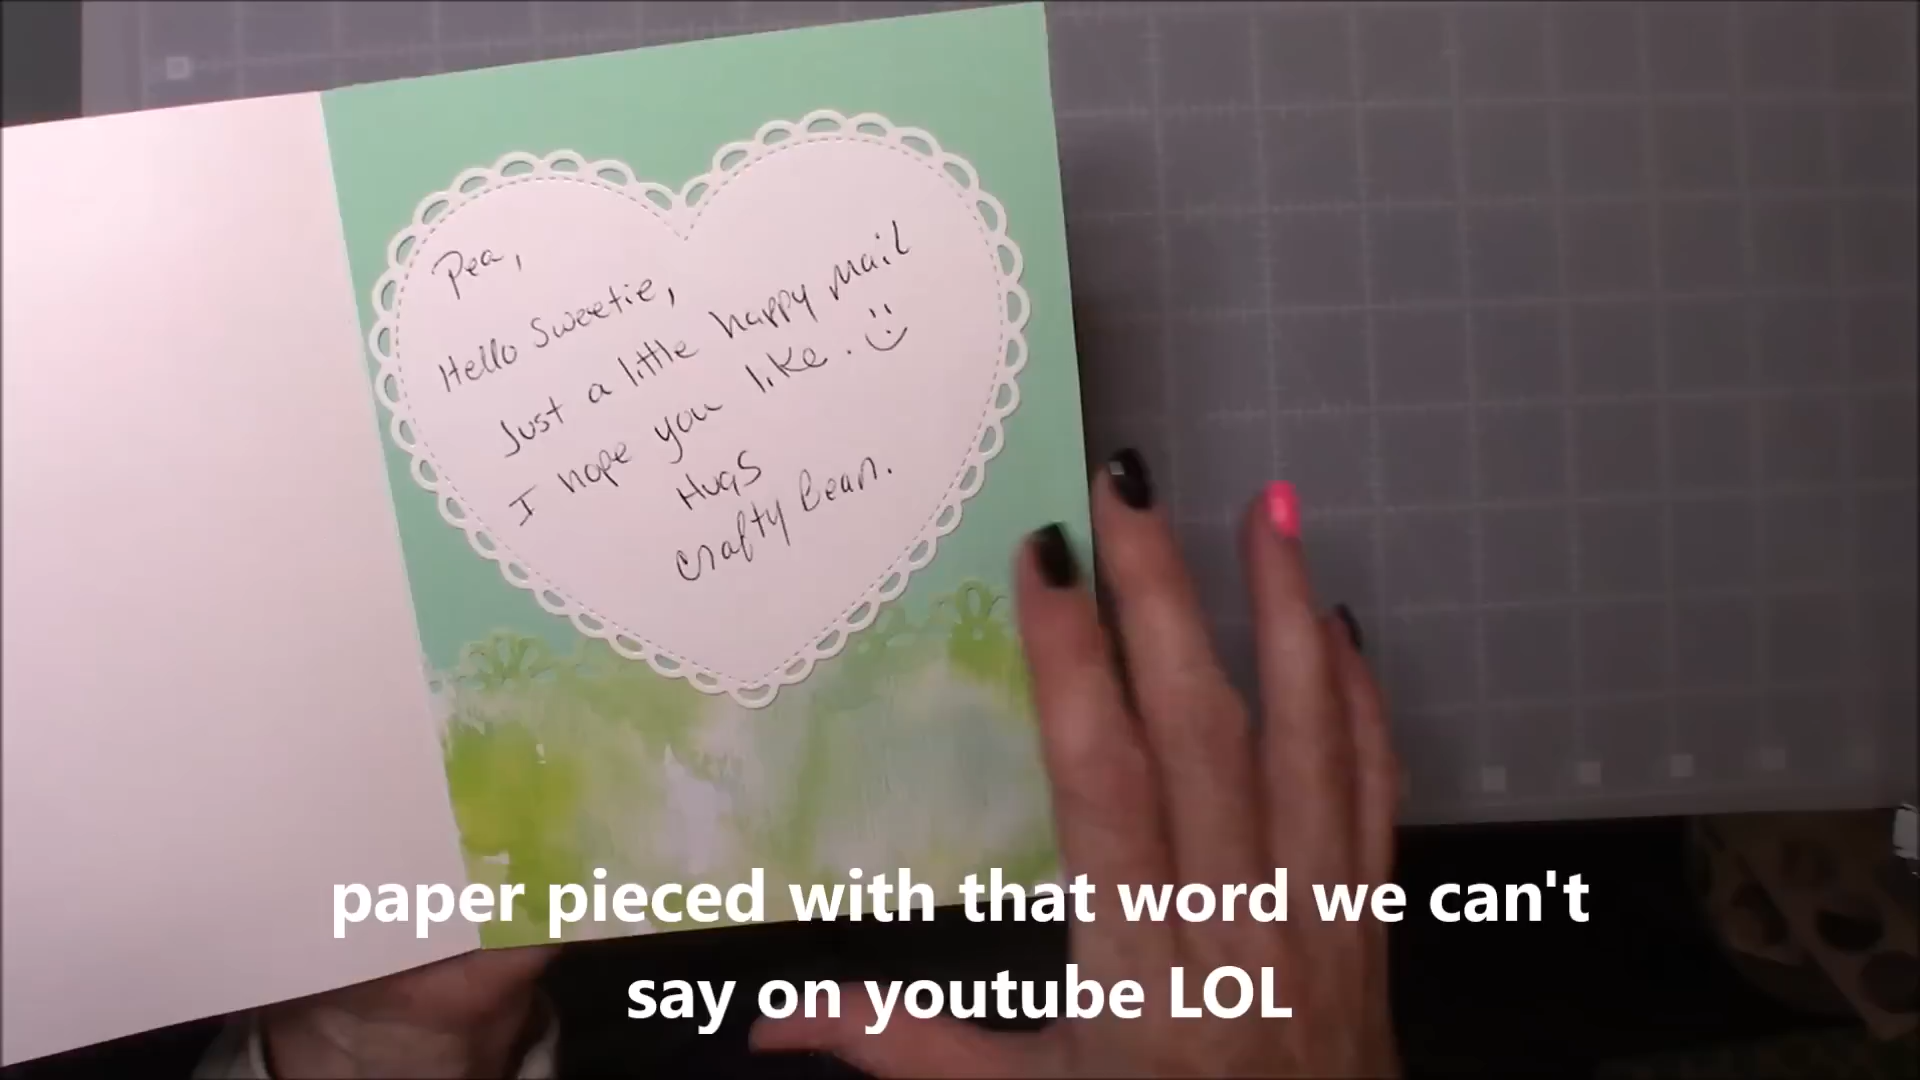 Pea,
Hello Sweetie,
Just a little happy mail
I hope you like. :)
Hugs
Crafty Bean.
paper pieced with that word we can't
say on youtube LOL